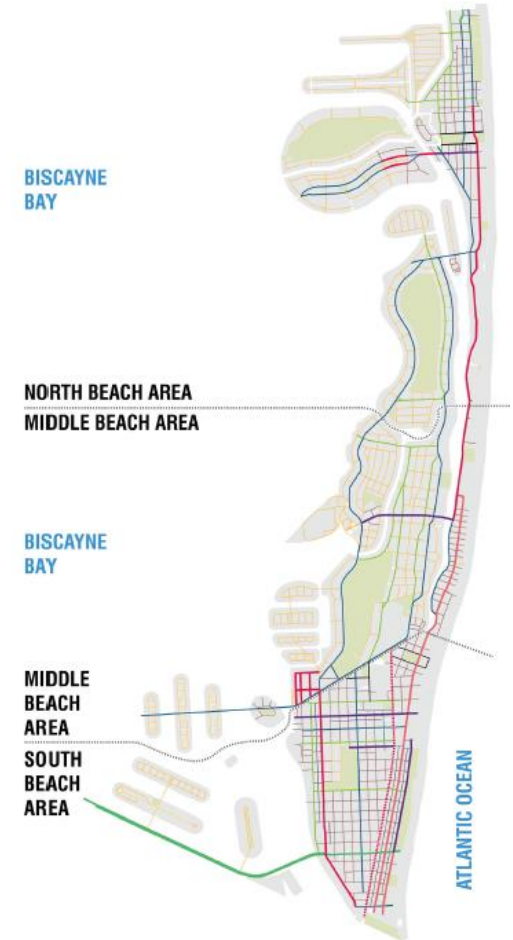 BISCAYNE
BAY
NORTH BEACH AREA
MIDDLE BEACH AREA
BISCAYNE
BAY
MIDDLE
BEACH
AREA
SOUTH
BEACH
AREA
ATLANTIC OCEAN